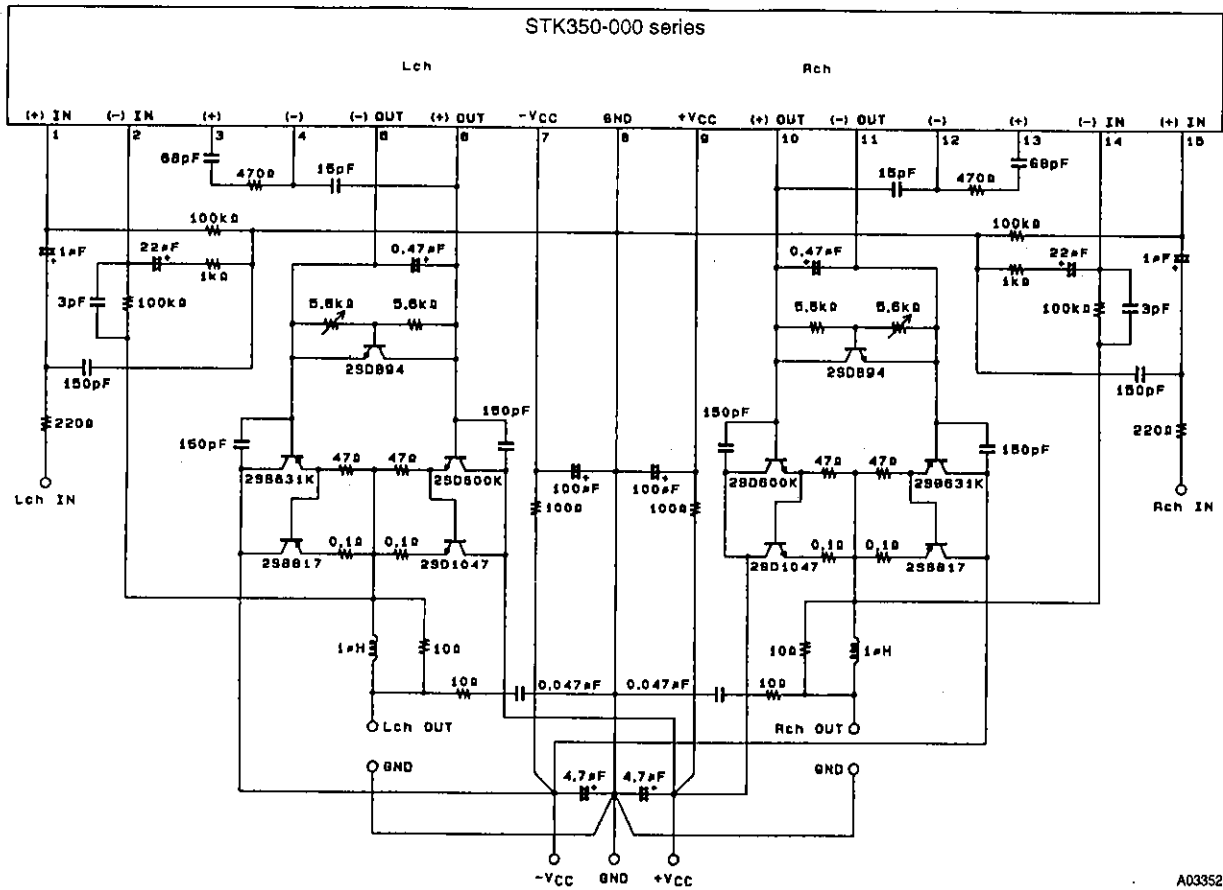 STK350-000 series
Lch Rch
(+) IN (-) IN (+) (-) (-) OUT (+) OUT -VCC GND +VCC (+) OUT (-) OUT (-) (+) (-) IN (+) IN
1 2 3 4 5 6 7 8 9 10 11 12 13 14 15
68pF 68pF
470Ω 15pF 15pF 470Ω
100kΩ 100kΩ
1μF 22μF 0.47μF 0.47μF 22μF 1μF
1kΩ 1kΩ
3pF 100kΩ 5.6kΩ 5.6kΩ 5.6kΩ 5.6kΩ 100kΩ 3pF
2SD894 2SD894
150pF 150pF
150pF 150pF
220Ω 150pF 150pF 220Ω
47Ω 47Ω 47Ω 47Ω
2SB631K 2SD600K 2SD600K 2SB631K
Lch IN 100μF 100μF Rch IN
100Ω 100Ω
0.1Ω 0.1Ω 0.1Ω 0.1Ω
2SB817 2SD1047 2SD1047 2SB817
1μH 10Ω 10Ω 1μH
10Ω 0.047μF 0.047μF 10Ω
Lch OUT Rch OUT
GND 4.7μF 4.7μF GND
-VCC GND +VCC
A03352